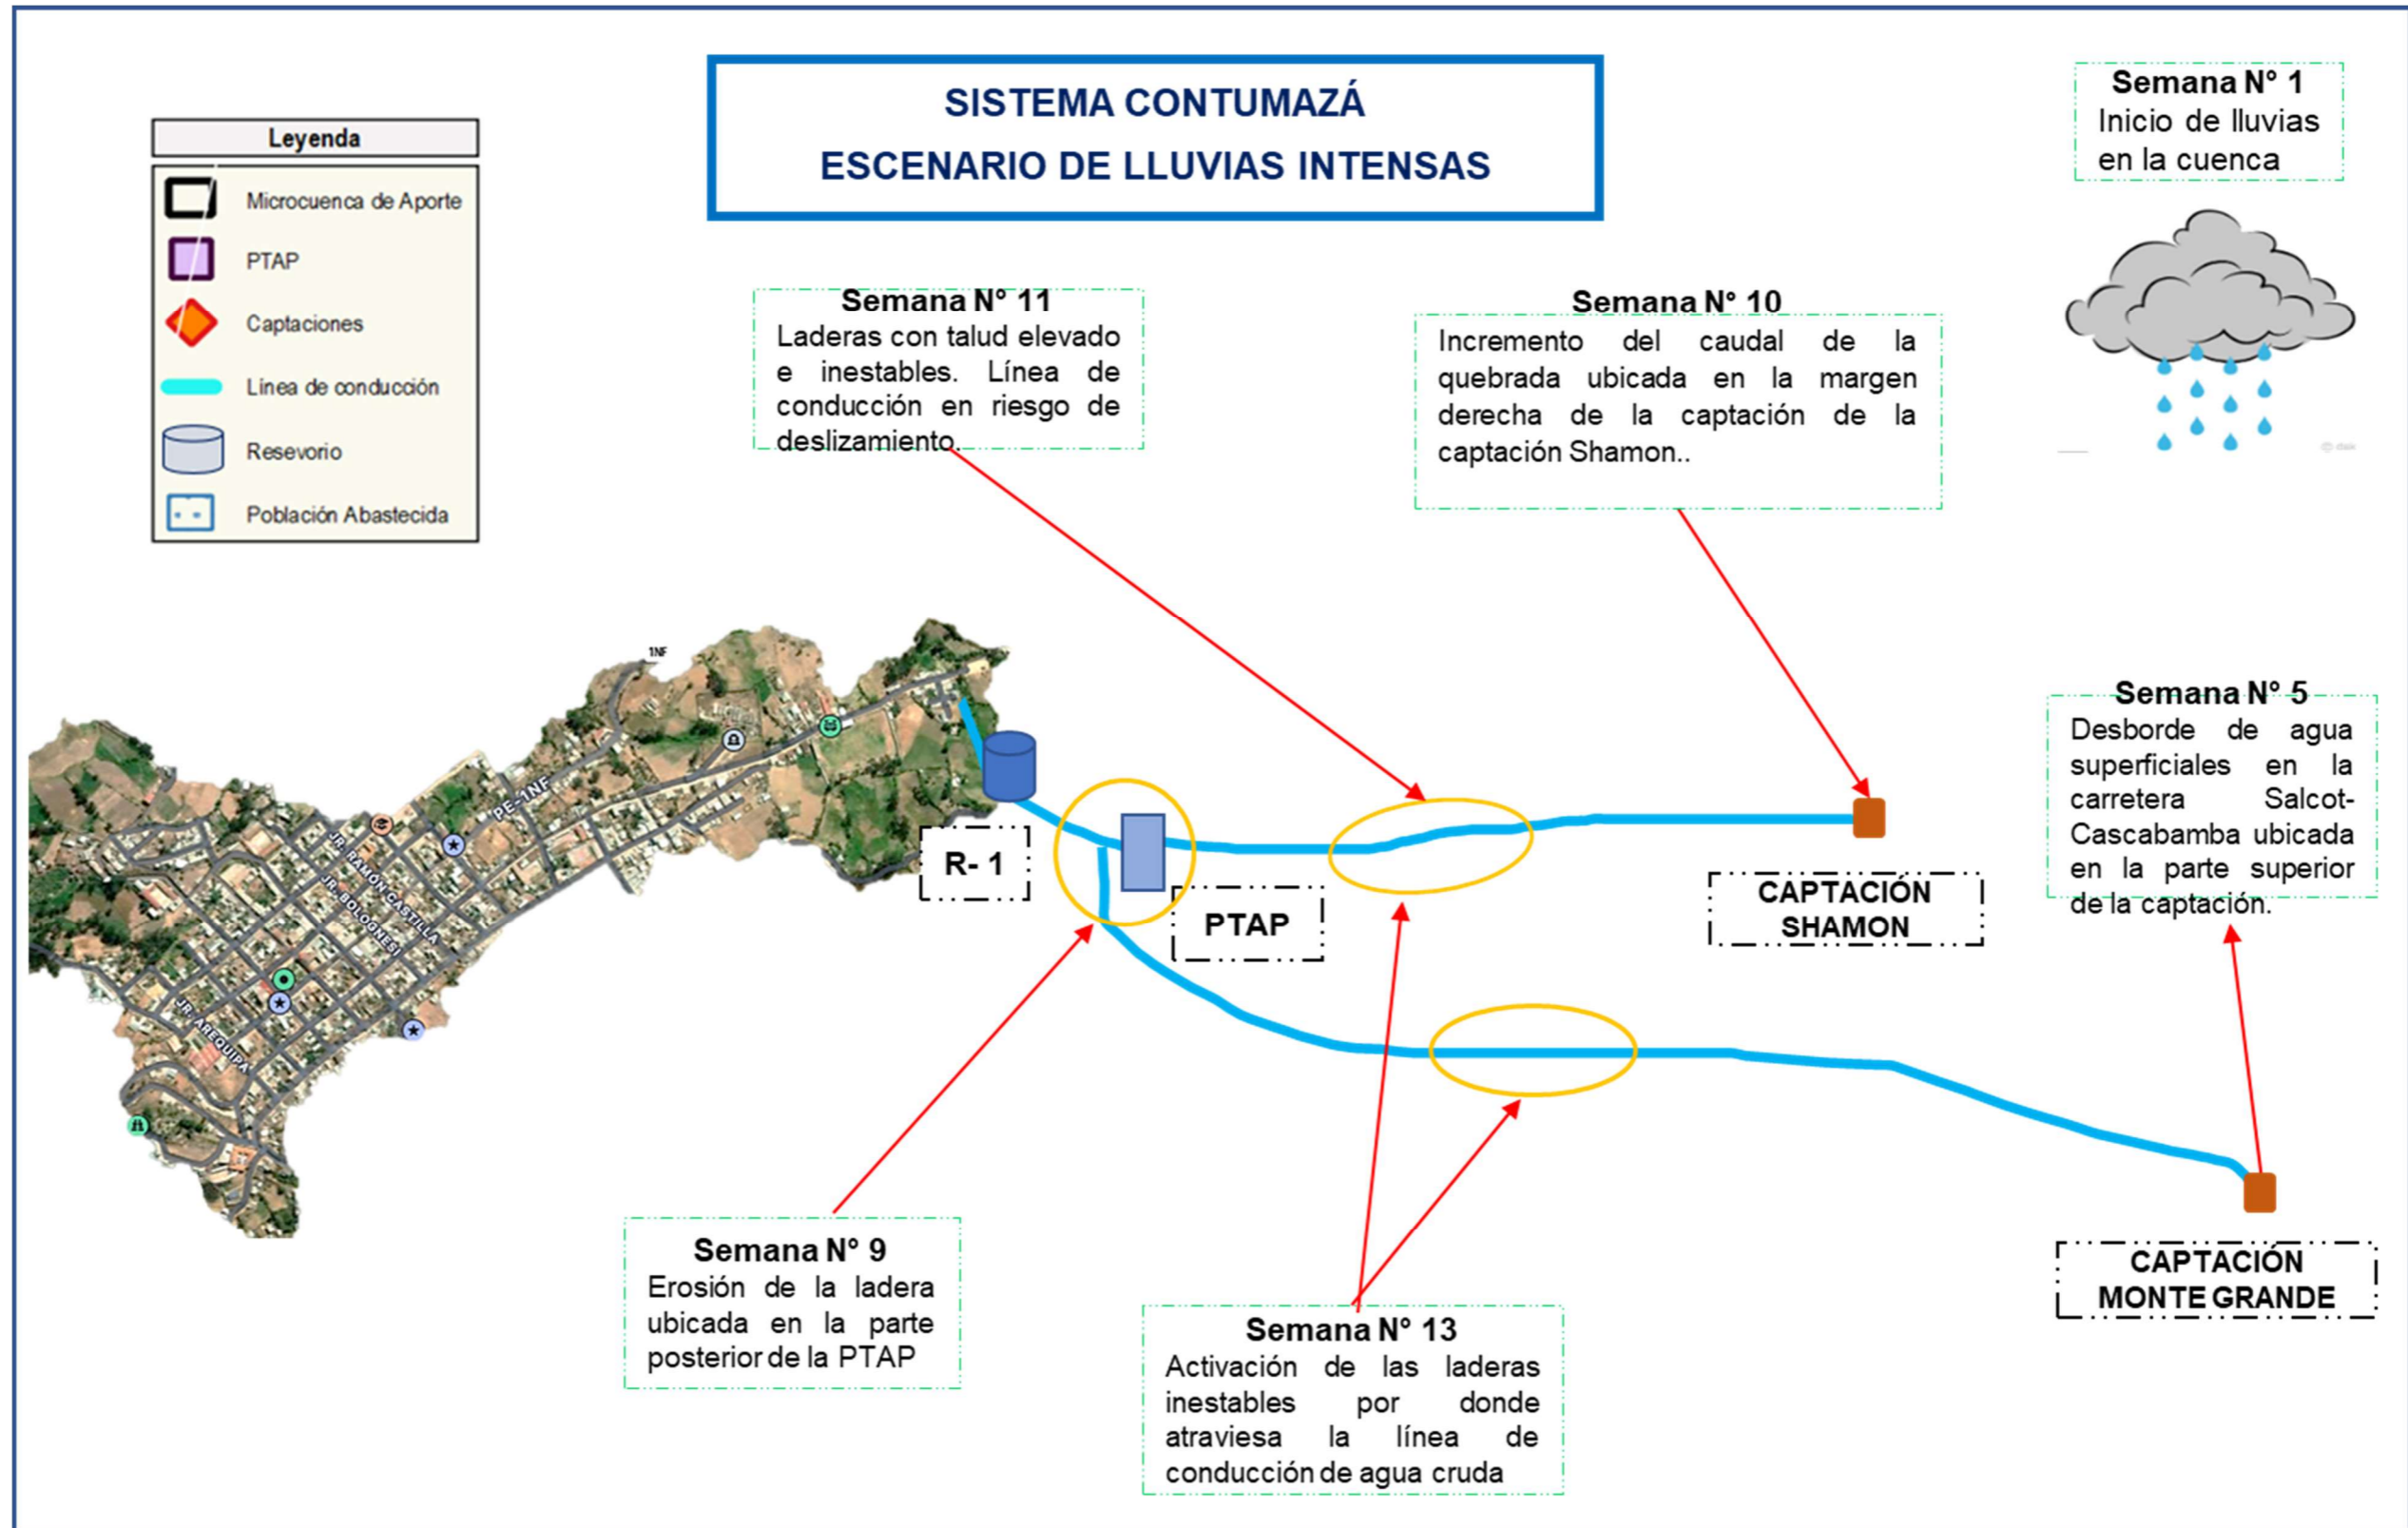 SISTEMA CONTUMAZÁ
ESCENARIO DE LLUVIAS INTENSAS
Semana N° 1
Inicio de lluvias
en la cuenca
Leyenda
Microcuenca de Aporte
PTAP
Captaciones
Línea de conducción
Resevorio
Población Abastecida
Semana N° 11
Laderas con talud elevado
e inestables. Línea de
conducción en riesgo de
deslizamiento.
Semana N° 10
Incremento del caudal de la
quebrada ubicada en la margen
derecha de la captación de la
captación Shamon..
1NF
PE-1NF
JR. RAMÓN CASTILLA
JR. BOLOGNESI
JR. AREQUIPA
R- 1
PTAP
CAPTACIÓN
SHAMON
Semana N° 5
Desborde de agua
superficiales en la
carretera Salcot-
Cascabamba ubicada
en la parte superior
de la captación.
Semana N° 9
Erosión de la ladera
ubicada en la parte
posterior de la PTAP
Semana N° 13
Activación de las laderas
inestables por donde
atraviesa la línea de
conducción de agua cruda
CAPTACIÓN
MONTE GRANDE